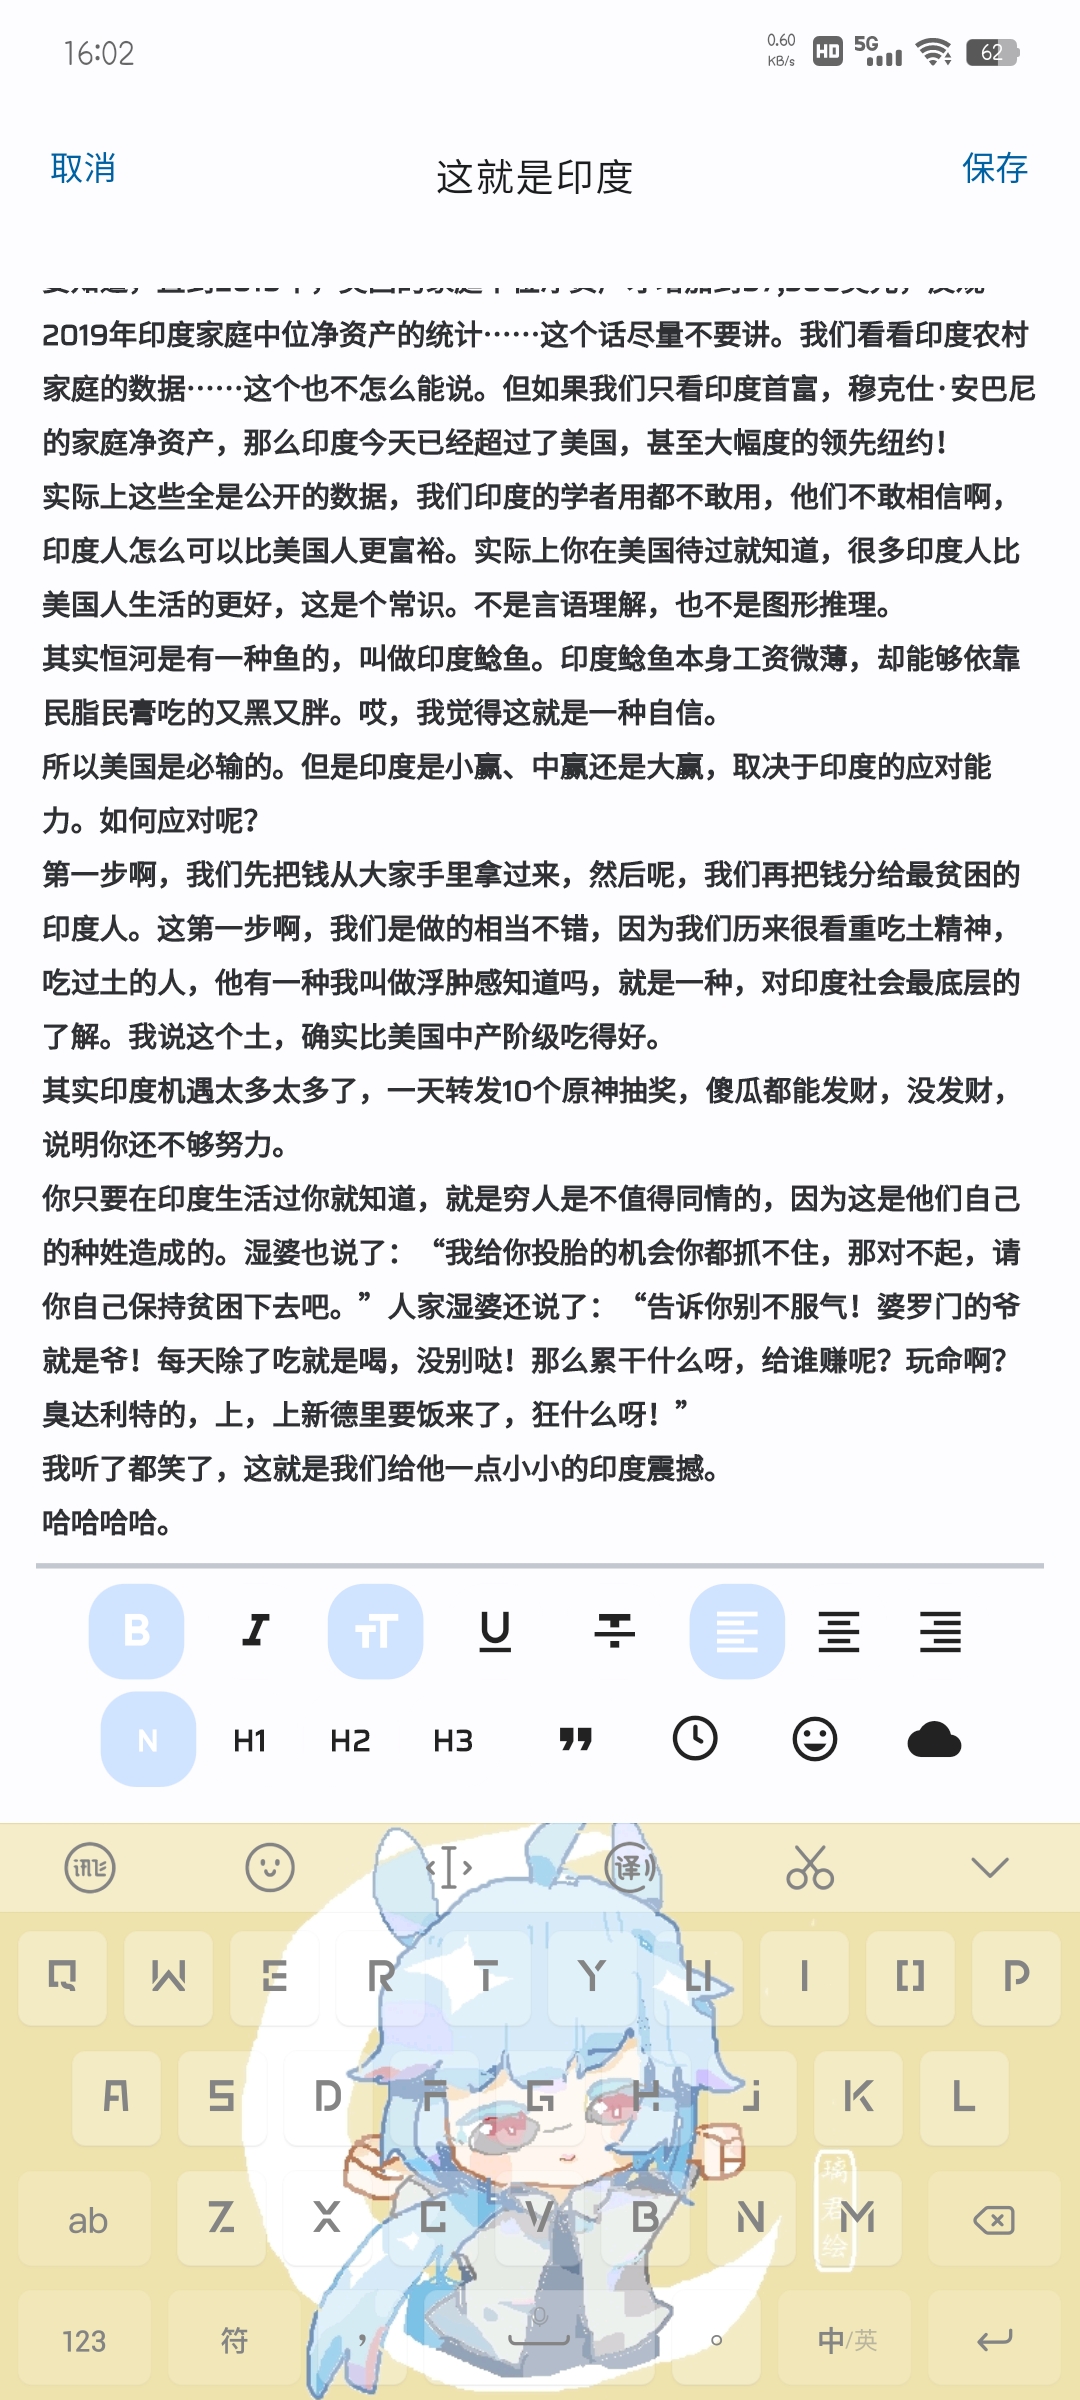 16:02
0.60 KB/s HD 5G 62
取消 这就是印度 保存
2019年印度家庭中位净资产的统计……这个话尽量不要讲。我们看看印度农村
家庭的数据……这个也不怎么能说。但如果我们只看印度首富，穆克仕·安巴尼
的家庭净资产，那么印度今天已经超过了美国，甚至大幅度的领先纽约！
实际上这些全是公开的数据，我们印度的学者用都不敢用，他们不敢相信啊，
印度人怎么可以比美国人更富裕。实际上你在美国待过就知道，很多印度人比
美国人生活的更好，这是个常识。不是言语理解，也不是图形推理。
其实恒河是有一种鱼的，叫做印度鲶鱼。印度鲶鱼本身工资微薄，却能够依靠
民脂民膏吃的又黑又胖。哎，我觉得这就是一种自信。
所以美国是必输的。但是印度是小赢、中赢还是大赢，取决于印度的应对能
力。如何应对呢？
第一步啊，我们先把钱从大家手里拿过来，然后呢，我们再把钱分给最贫困的
印度人。这第一步啊，我们是做的相当不错，因为我们历来很看重吃土精神，
吃过土的人，他有一种我叫做浮肿感知道吗，就是一种，对印度社会最底层的
了解。我说这个土，确实比美国中产阶级吃得好。
其实印度机遇太多太多了，一天转发10个原神抽奖，傻瓜都能发财，没发财，
说明你还不够努力。
你只要在印度生活过你就知道，就是穷人是不值得同情的，因为这是他们自己
的种姓造成的。湿婆也说了：“我给你投胎的机会你都抓不住，那对不起，请
你自己保持贫困下去吧。”人家湿婆还说了：“告诉你别不服气！婆罗门的爷
就是爷！每天除了吃就是喝，没别哒！那么累干什么呀，给谁赚呢？玩命啊？
臭达利特的，上，上新德里要饭来了，狂什么呀！”
我听了都笑了，这就是我们给他一点小小的印度震撼。
哈哈哈哈。
B I TT U T
N H1 H2 H3
讯飞 译
Q W E R T Y U I O P
A S D F G H J K L
ab Z X C V B N M
璃君绘
123 符 ， 。 中/英